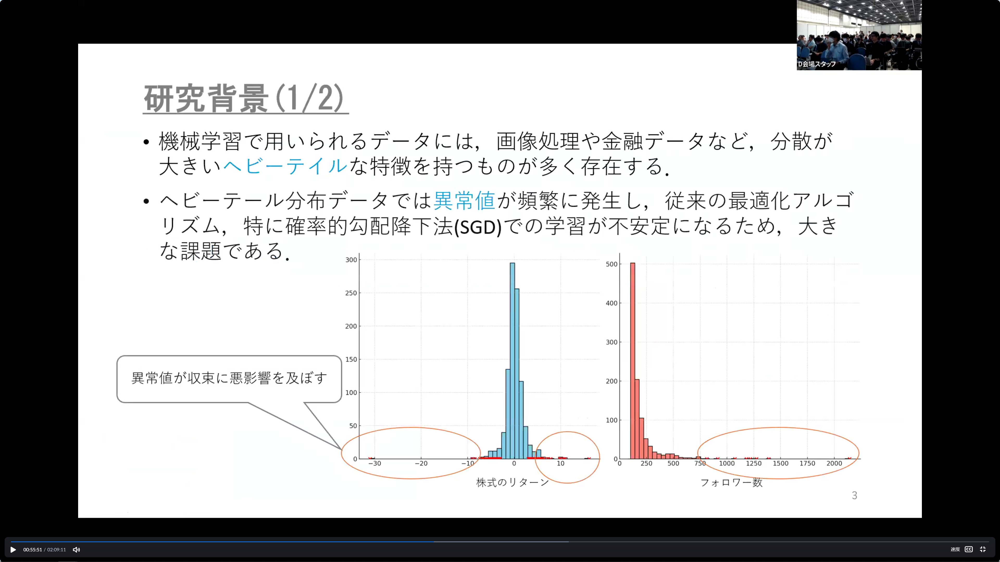 D会場スタッフ
研究背景(1/2)
• 機械学習で用いられるデータには，画像処理や金融データなど，分散が
大きいヘビーテイルな特徴を持つものが多く存在する．
• ヘビーテール分布データでは異常値が頻繁に発生し，従来の最適化アルゴ
リズム，特に確率的勾配降下法(SGD)での学習が不安定になるため，大き
な課題である．
異常値が収束に悪影響を及ぼす
300
250
200
150
100
50
0
−30 −20 −10 0 10
株式のリターン
500
400
300
200
100
0
0 250 500 750 1000 1250 1500 1750 2000
フォロワー数
3
00:55:51 / 02:09:11
速度
CC